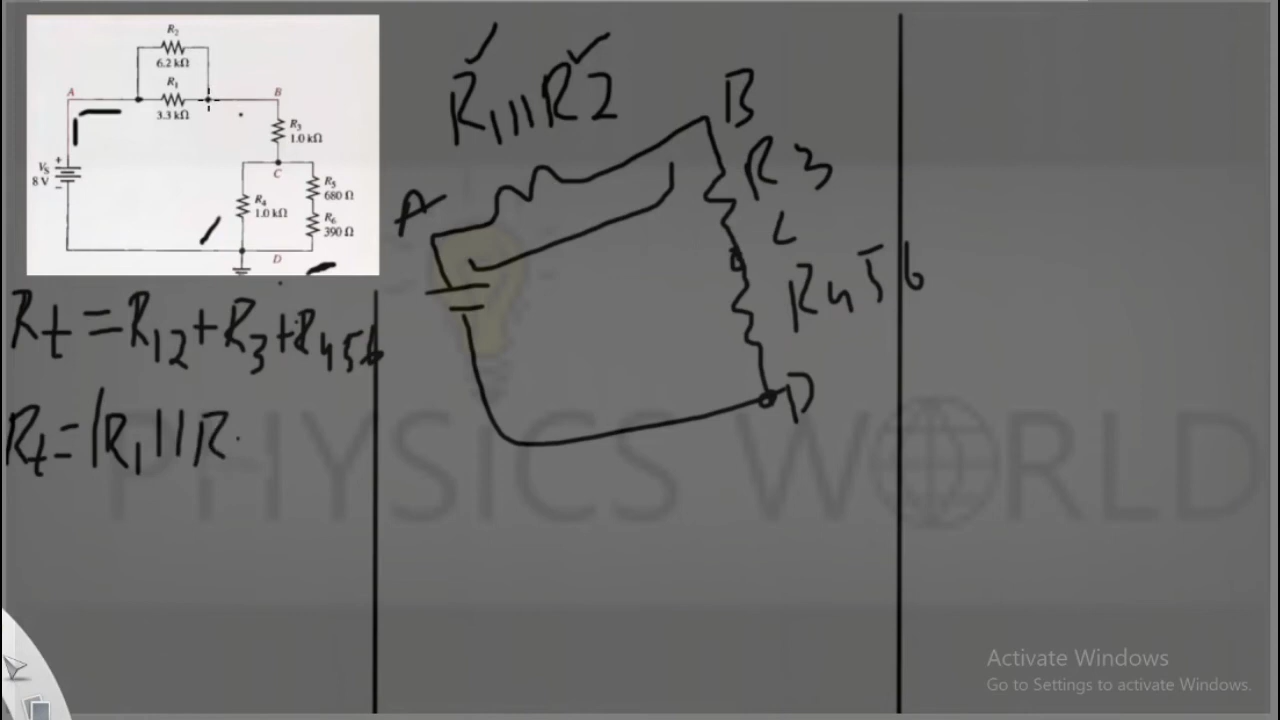 R₂
6.2 kΩ
R₁
3.3 kΩ
A
B
R₃
1.0 kΩ
C
V_S
8 V
+
−
R₄
1.0 kΩ
R₅
680 Ω
R₆
390 Ω
D
Rt = R12 + R3 + R456
Rt = (R1 || R
R1 || R2
A
B
R3
C
R456
D
PHYSICS WORLD
Activate Windows
Go to Settings to activate Windows.